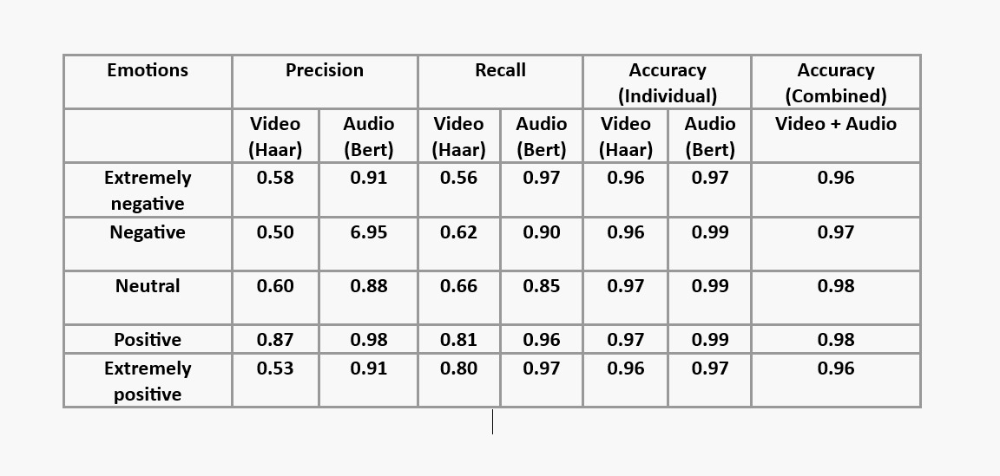 Emotions Precision Recall Accuracy (Individual) Accuracy (Combined)
Video (Haar) Audio (Bert) Video (Haar) Audio (Bert) Video (Haar) Audio (Bert) Video + Audio
Extremely negative 0.58 0.91 0.56 0.97 0.96 0.97 0.96
Negative 0.50 6.95 0.62 0.90 0.96 0.99 0.97
Neutral 0.60 0.88 0.66 0.85 0.97 0.99 0.98
Positive 0.87 0.98 0.81 0.96 0.97 0.99 0.98
Extremely positive 0.53 0.91 0.80 0.97 0.96 0.97 0.96